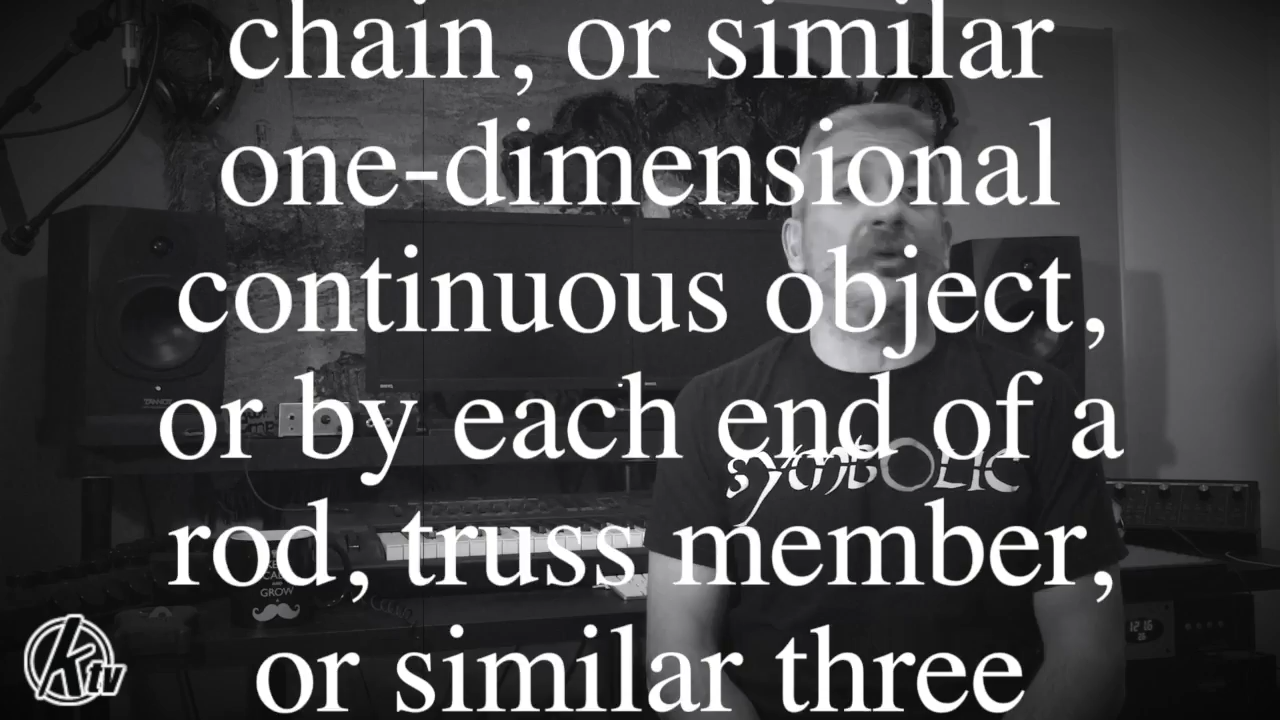 chain, or similar
one-dimensional
continuous object,
or by each end of a
rod, truss member,
or similar three
SYMBOLIC
GROW
Ktv